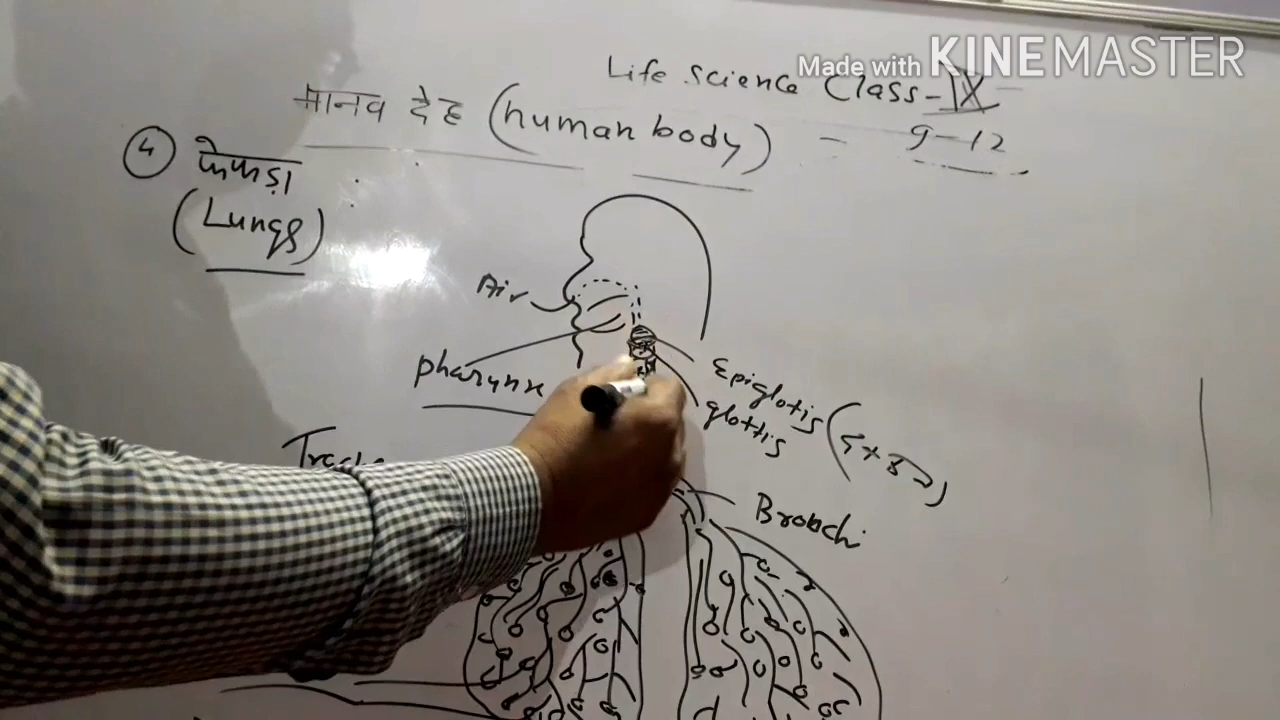 Made with KINEMASTER
Life science Class-IX
मानव देह (human body) - 9-12
4 फेफड़ा :
(Lungs)
Air
pharynx
Epiglotis
glottis
Bronchi